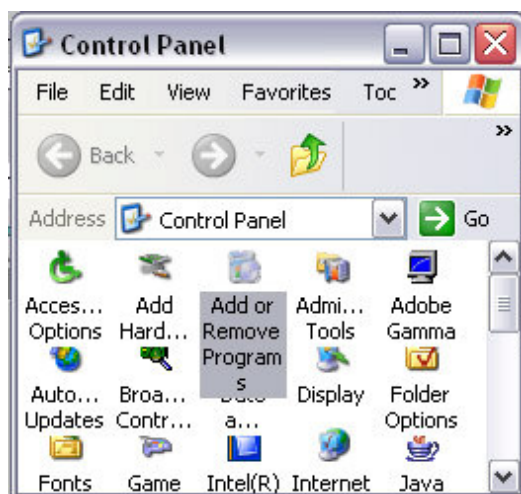 Control Panel
File Edit View Favorites Toc »
Back »
Address Control Panel Go
Acces... Add Add or Admi... Adobe
Options Hard... Remove Tools Gamma
Program
s
Auto... Broa... Display Folder
Updates Contr... a... Options
Fonts Game Intel(R) Internet Java